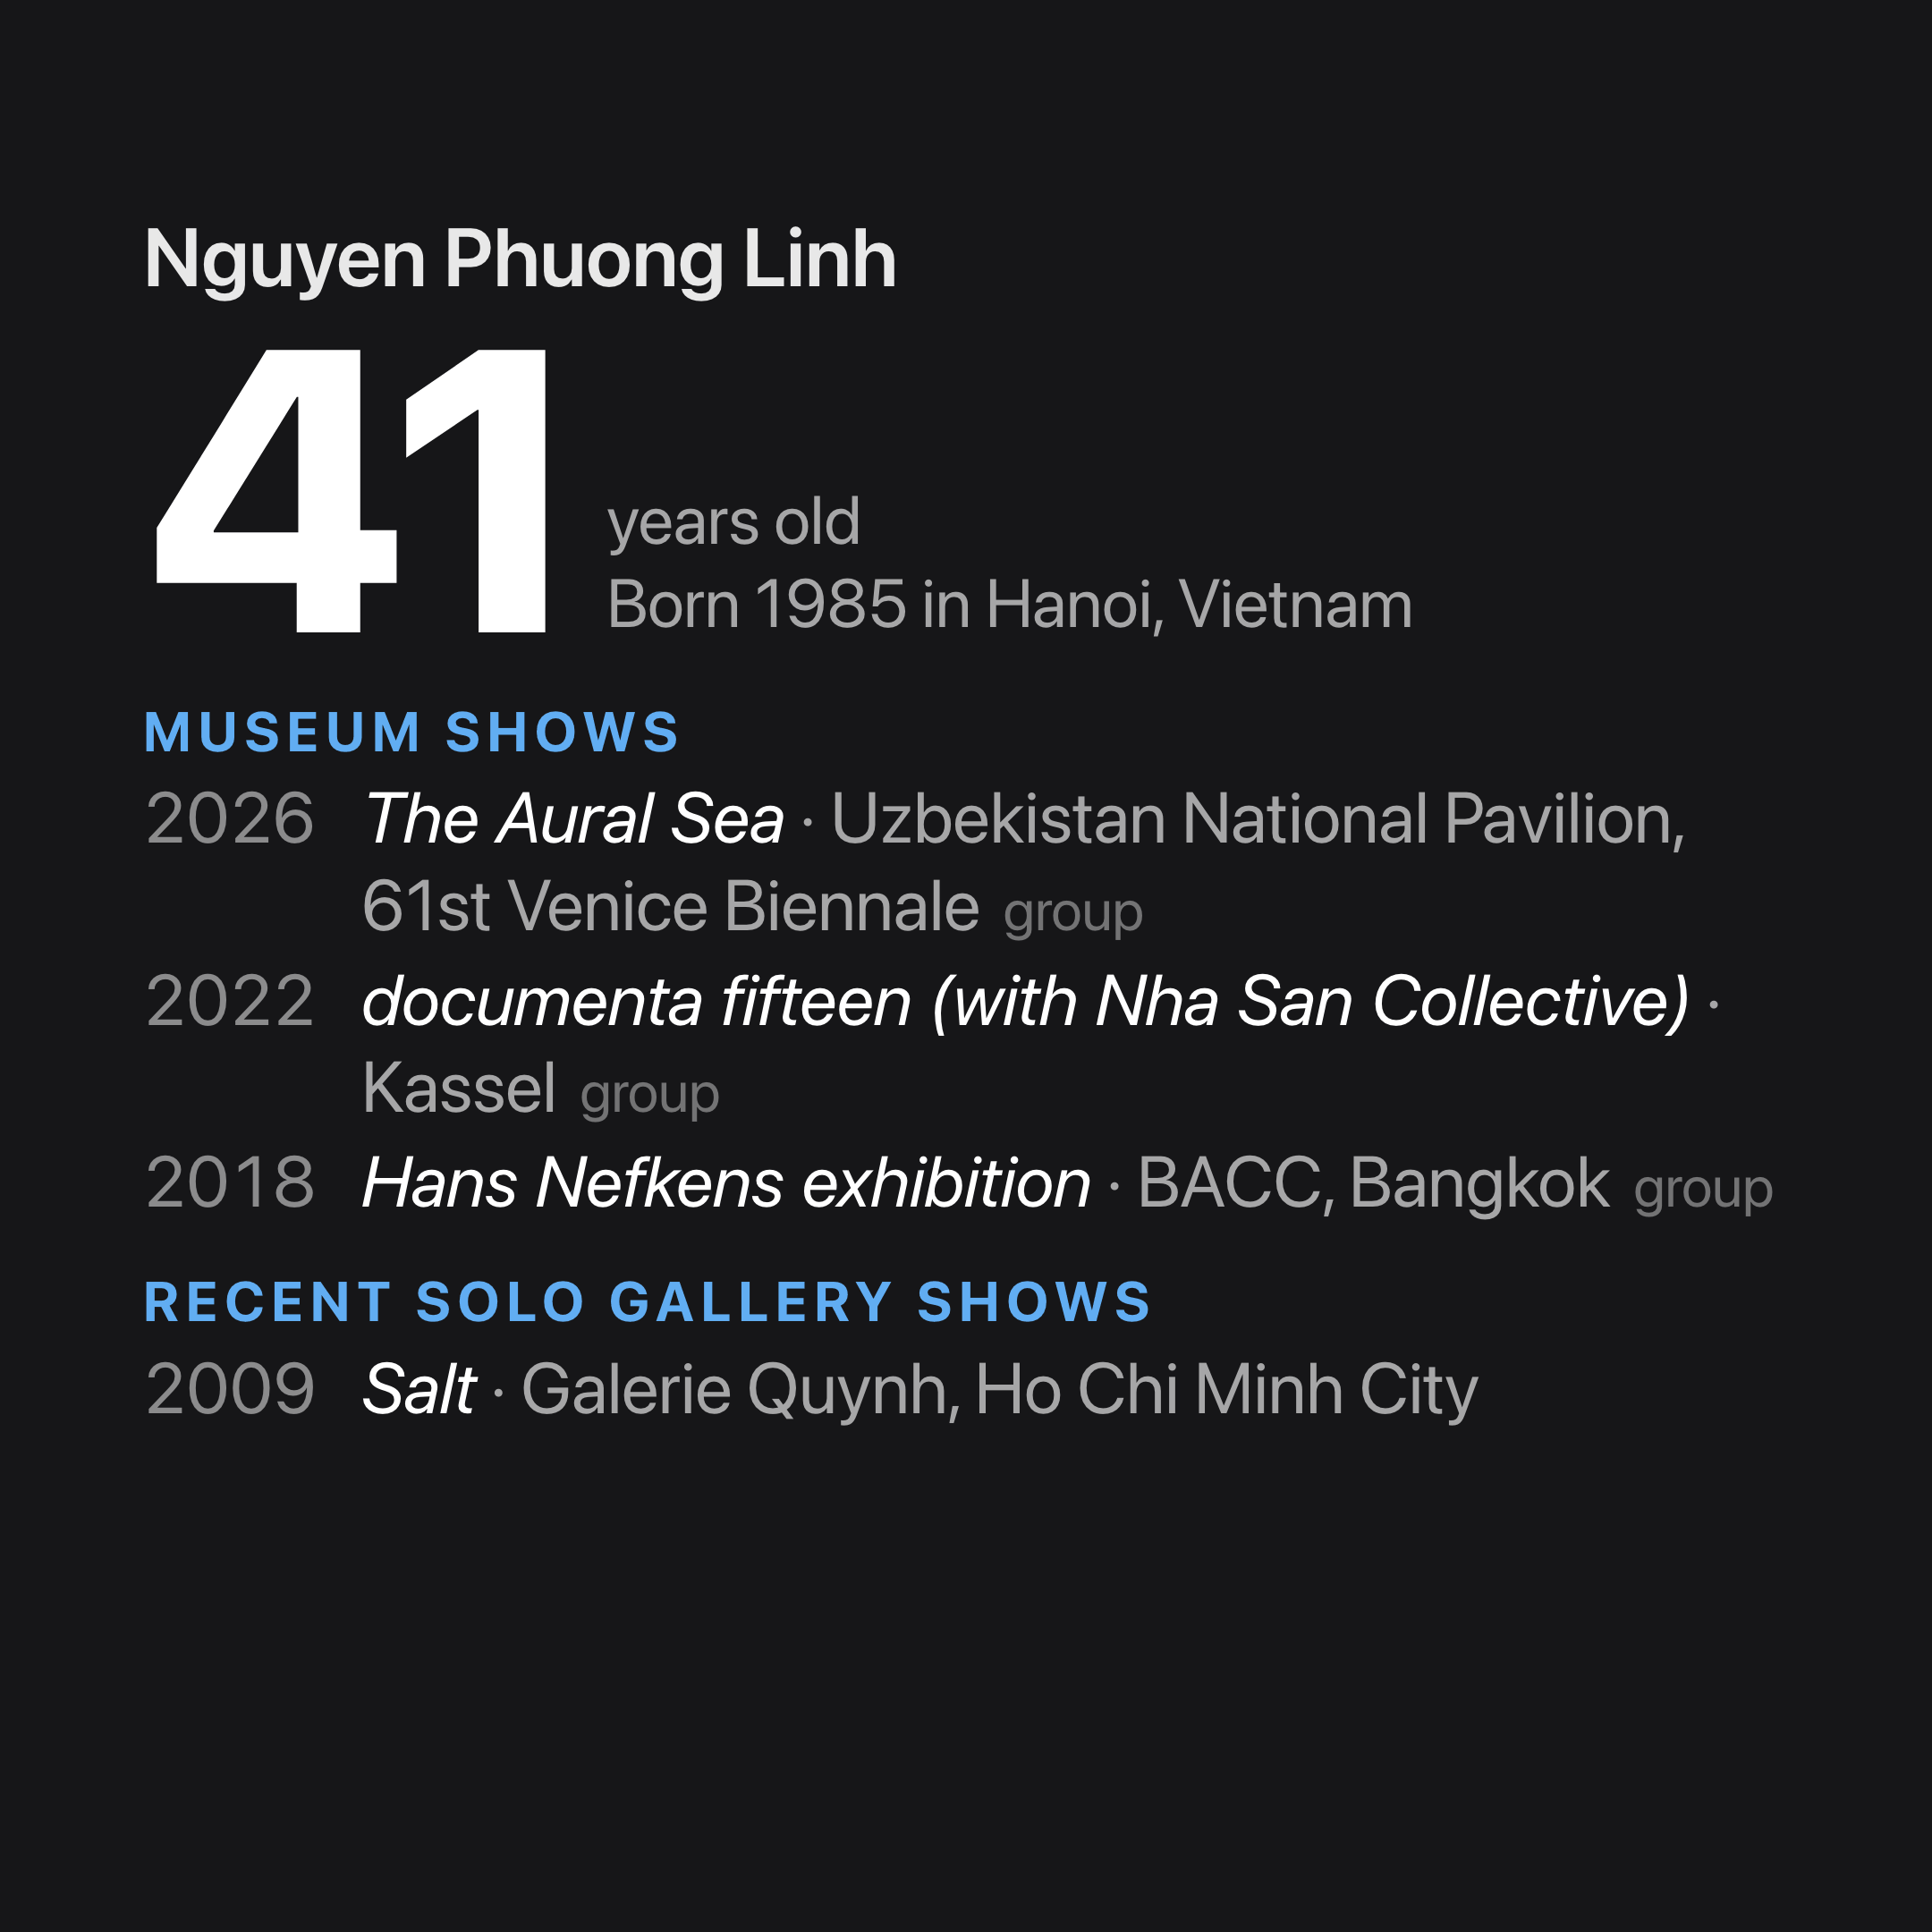 Nguyen Phuong Linh
41
years old
Born 1985 in Hanoi, Vietnam
MUSEUM SHOWS
2026 The Aural Sea · Uzbekistan National Pavilion,
61st Venice Biennale group
2022 documenta fifteen (with Nha San Collective) ·
Kassel group
2018 Hans Nefkens exhibition · BACC, Bangkok group
RECENT SOLO GALLERY SHOWS
2009 Salt · Galerie Quynh, Ho Chi Minh City